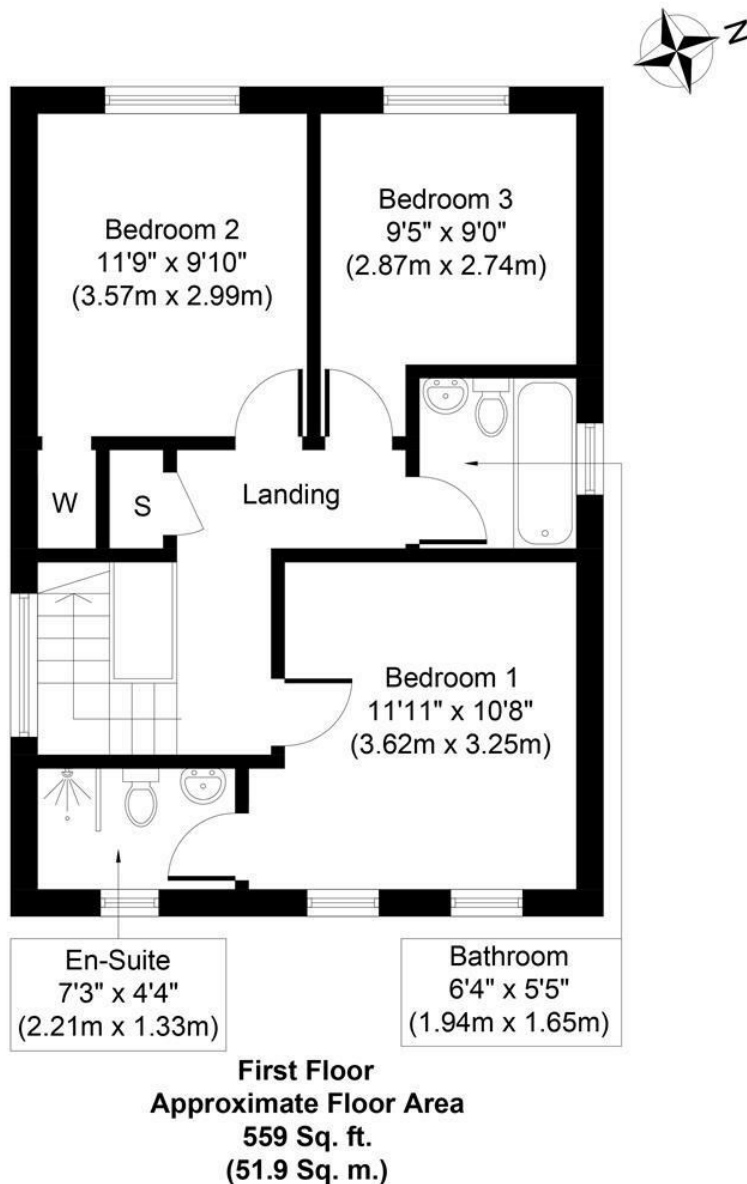 N
Bedroom 2
11'9" x 9'10"
(3.57m x 2.99m)
Bedroom 3
9'5" x 9'0"
(2.87m x 2.74m)
W
S
Landing
Bedroom 1
11'11" x 10'8"
(3.62m x 3.25m)
En-Suite
7'3" x 4'4"
(2.21m x 1.33m)
Bathroom
6'4" x 5'5"
(1.94m x 1.65m)
First Floor
Approximate Floor Area
559 Sq. ft.
(51.9 Sq. m.)